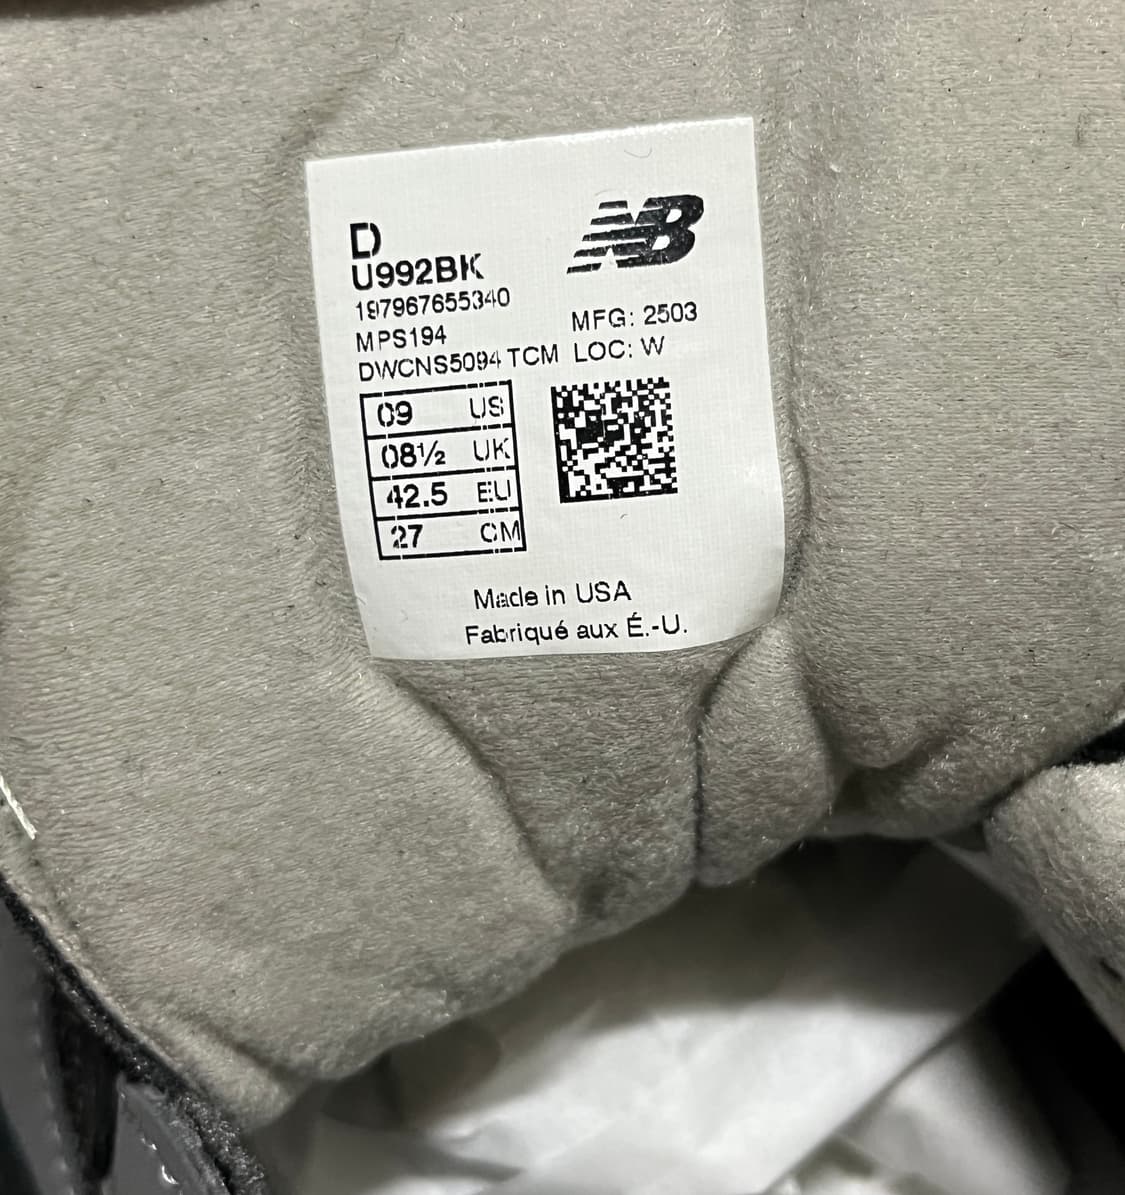 D
U992BK
197967655340
MPS194
DWCNS5094 TCM
NB
MFG: 2503
LOC: W
09 US
08½ UK
42.5 EU
27 CM
Made in USA
Fabriqué aux É.-U.